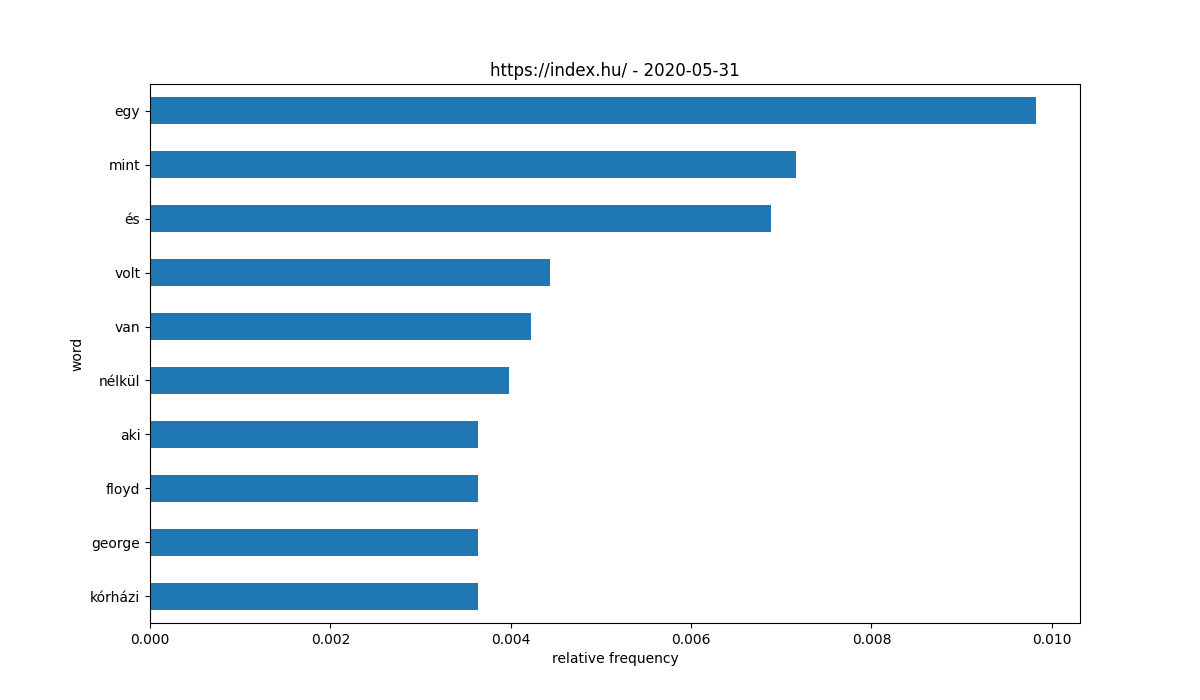 https://index.hu/ - 2020-05-31
egy
mint
és
volt
van
nélkül
aki
floyd
george
kórházi
word
0.000 0.002 0.004 0.006 0.008 0.010
relative frequency